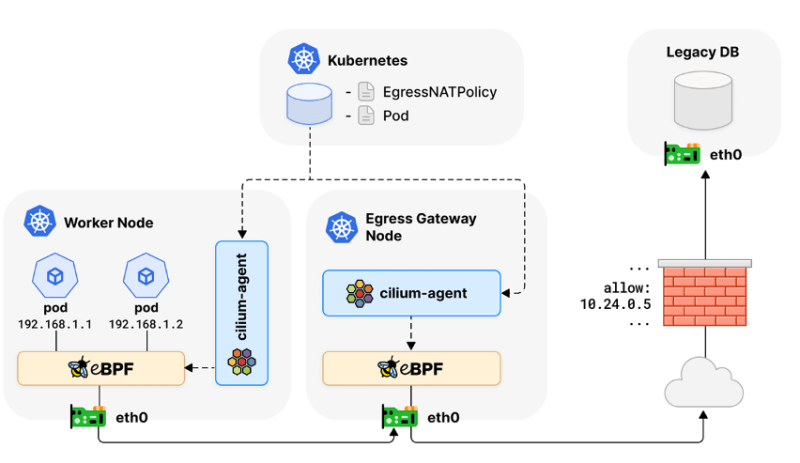 Kubernetes
- EgressNATPolicy
- Pod
Legacy DB
eth0
Worker Node
pod
192.168.1.1
pod
192.168.1.2
cilium-agent
eBPF
eth0
Egress Gateway
Node
cilium-agent
eBPF
eth0
...
allow:
10.24.0.5
...